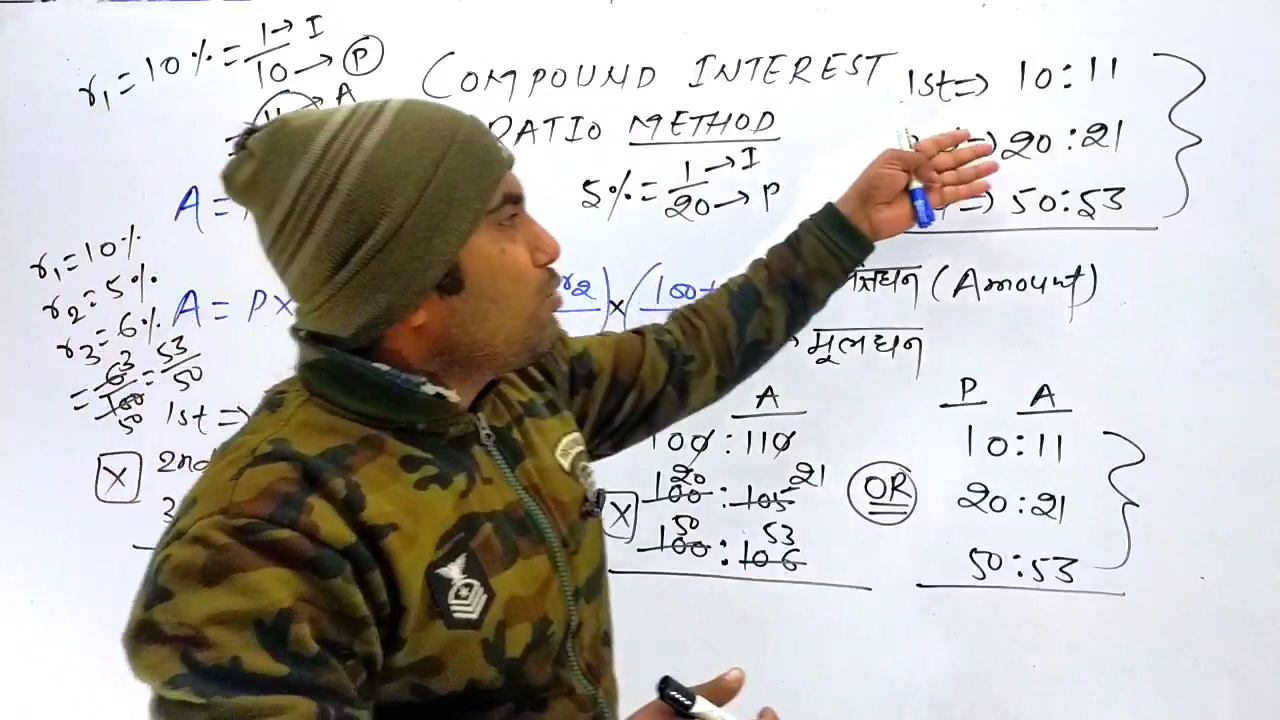 r₁ = 10% = 1/10 → I
→ P
→ A
COMPOUND INTEREST
RATIO METHOD
5% = 1/20 → I
→ P
1st ⇒ 10 : 11
⇒ 20 : 21
⇒ 50 : 53
A =
r₁ = 10%
r₂ = 5%
r₃ = 6%
A = P ×
r₂) × (100+
(Amount)
मूलधन
= 53/50
1st ⇒
X 2nd
3
A
100 : 110
20 21
100 : 105
X
50 53
100 : 106
OR
P A
10 : 11
20 : 21
50 : 53